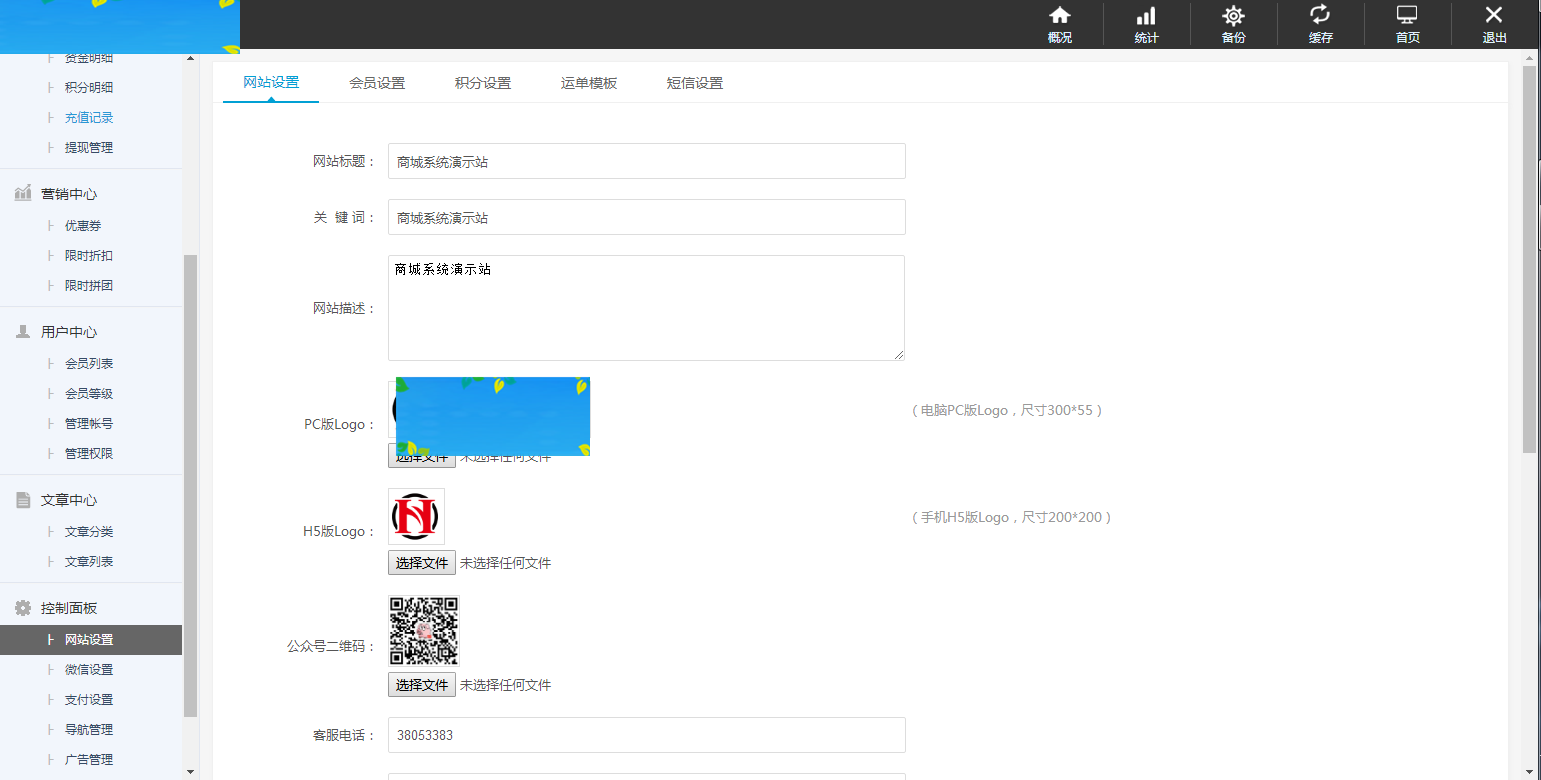 概况
统计
备份
缓存
首页
退出
资金明细
积分明细
充值记录
提现管理
营销中心
优惠券
限时折扣
限时拼团
用户中心
会员列表
会员等级
管理帐号
管理权限
文章中心
文章分类
文章列表
控制面板
网站设置
微信设置
支付设置
导航管理
广告管理
网站设置 会员设置 积分设置 运单模板 短信设置
网站标题： 商城系统演示站
关 键 词： 商城系统演示站
网站描述： 商城系统演示站
PC版Logo： （电脑PC版Logo，尺寸300*55）
选择文件 未选择任何文件
H5版Logo： （手机H5版Logo，尺寸200*200）
选择文件 未选择任何文件
公众号二维码：
选择文件 未选择任何文件
客服电话： 38053383